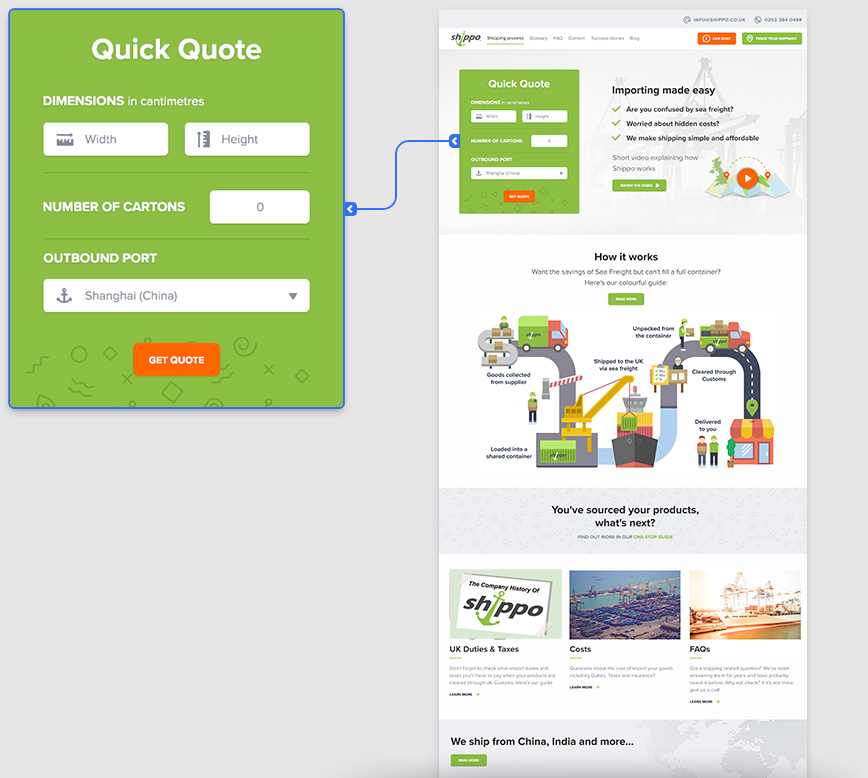 Quick Quote
DIMENSIONS in cantimetres
Width
Height
NUMBER OF CARTONS
0
OUTBOUND PORT
Shanghai (China)
GET QUOTE
INFO@SHIPPO.CO.UK
0203 384 0498
shippo
Shipping process
Glossary
FAQ
Contact
Success stories
Blog
LIVE CHAT
TRACK YOUR SHIPMENT
Quick Quote
DIMENSIONS in cantimetres
Width
Height
NUMBER OF CARTONS
0
OUTBOUND PORT
Shanghai (China)
GET QUOTE
Importing made easy
Are you confused by sea freight?
Worried about hidden costs?
We make shipping simple and affordable
Short video explaining how
Shippo works
WATCH THE VIDEO
How it works
Want the savings of Sea Freight but can't fill a full container?
Here's our colourful guide:
READ MORE
Goods collected
from supplier
Loaded into a
shared container
Shipped to the UK
via sea freight
Unpacked from
the container
Cleared through
Customs
Delivered
to you
You've sourced your products,
what's next?
FIND OUT MORE IN OUR ONE STOP GUIDE
The Company History Of
shippo
UK Duties & Taxes
Don't forget to check what import duties and
taxes you'll have to pay when your products are
cleared through UK Customs. Here's our guide
LEARN MORE
Costs
Questions about the cost of import your goods
including Duties, Taxes and Insurance?
LEARN MORE
FAQs
Got a shipping related question? We've been
answering them for years and have probably
heard it before. Why not check? If it's not there
give us a call!
LEARN MORE
We ship from China, India and more...
READ MORE